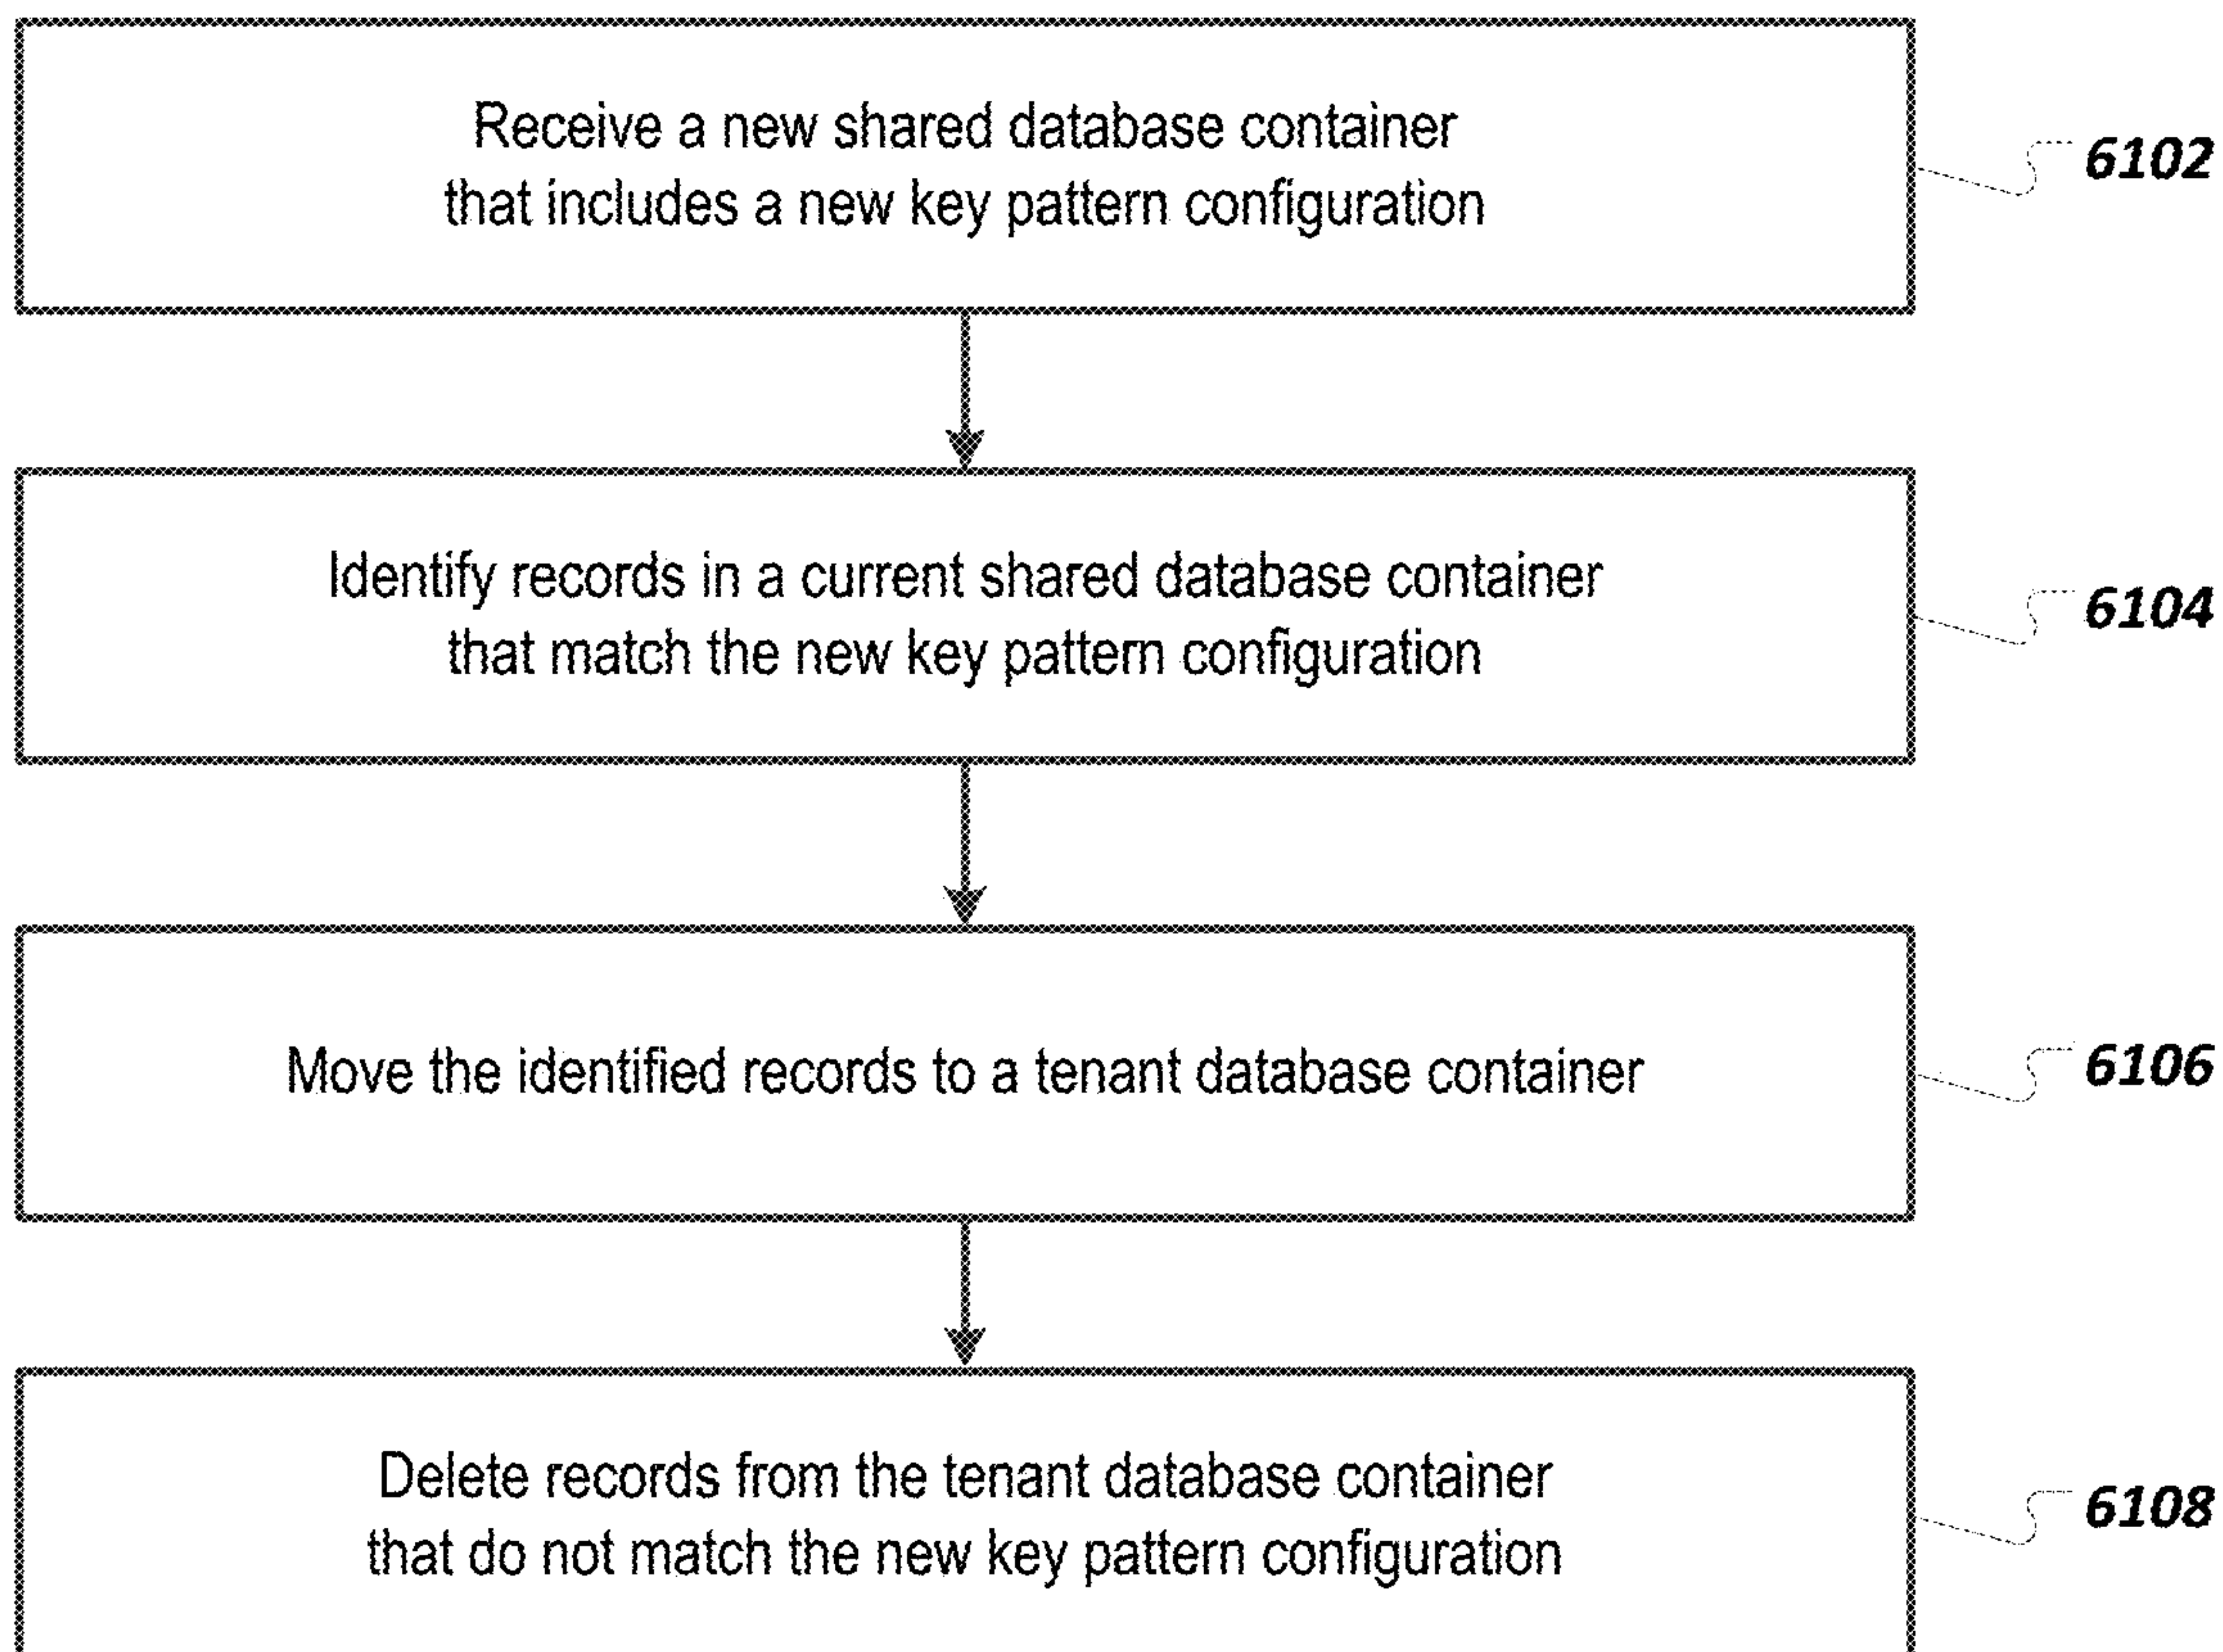 Receive a new shared database container
that includes a new key pattern configuration
6102
Identify records in a current shared database container
that match the new key pattern configuration
6104
Move the identified records to a tenant database container
6106
Delete records from the tenant database container
that do not match the new key pattern configuration
6108